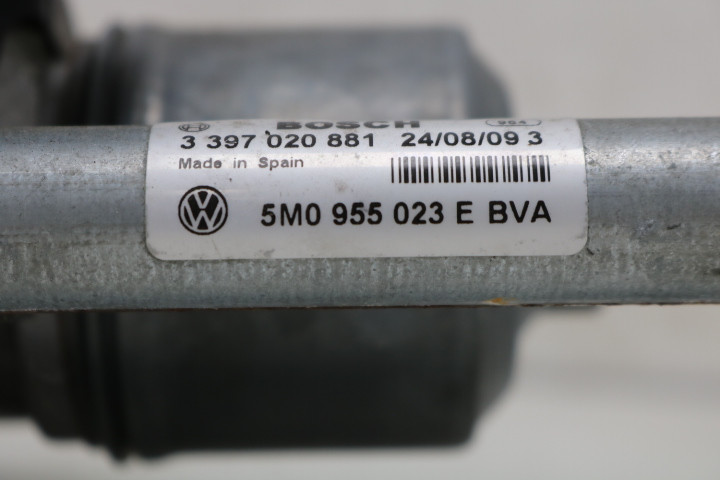 BOSCH
3 397 020 881 24/08/09 3
Made in Spain
5M0 955 023 E BVA